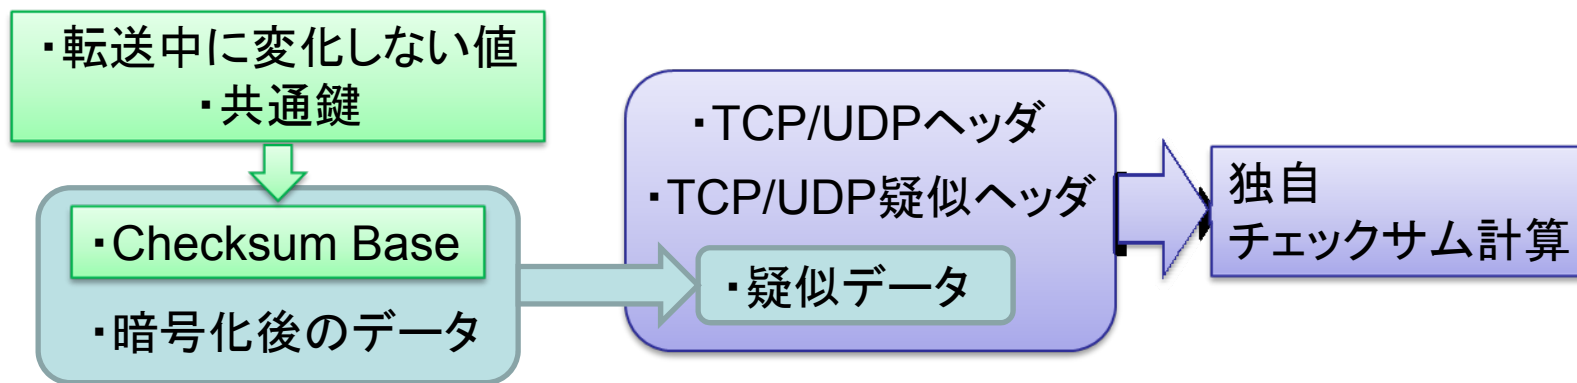 ・転送中に変化しない値
・共通鍵
・Checksum Base
・暗号化後のデータ
・TCP/UDPヘッダ
・TCP/UDP疑似ヘッダ
・疑似データ
独自
チェックサム計算